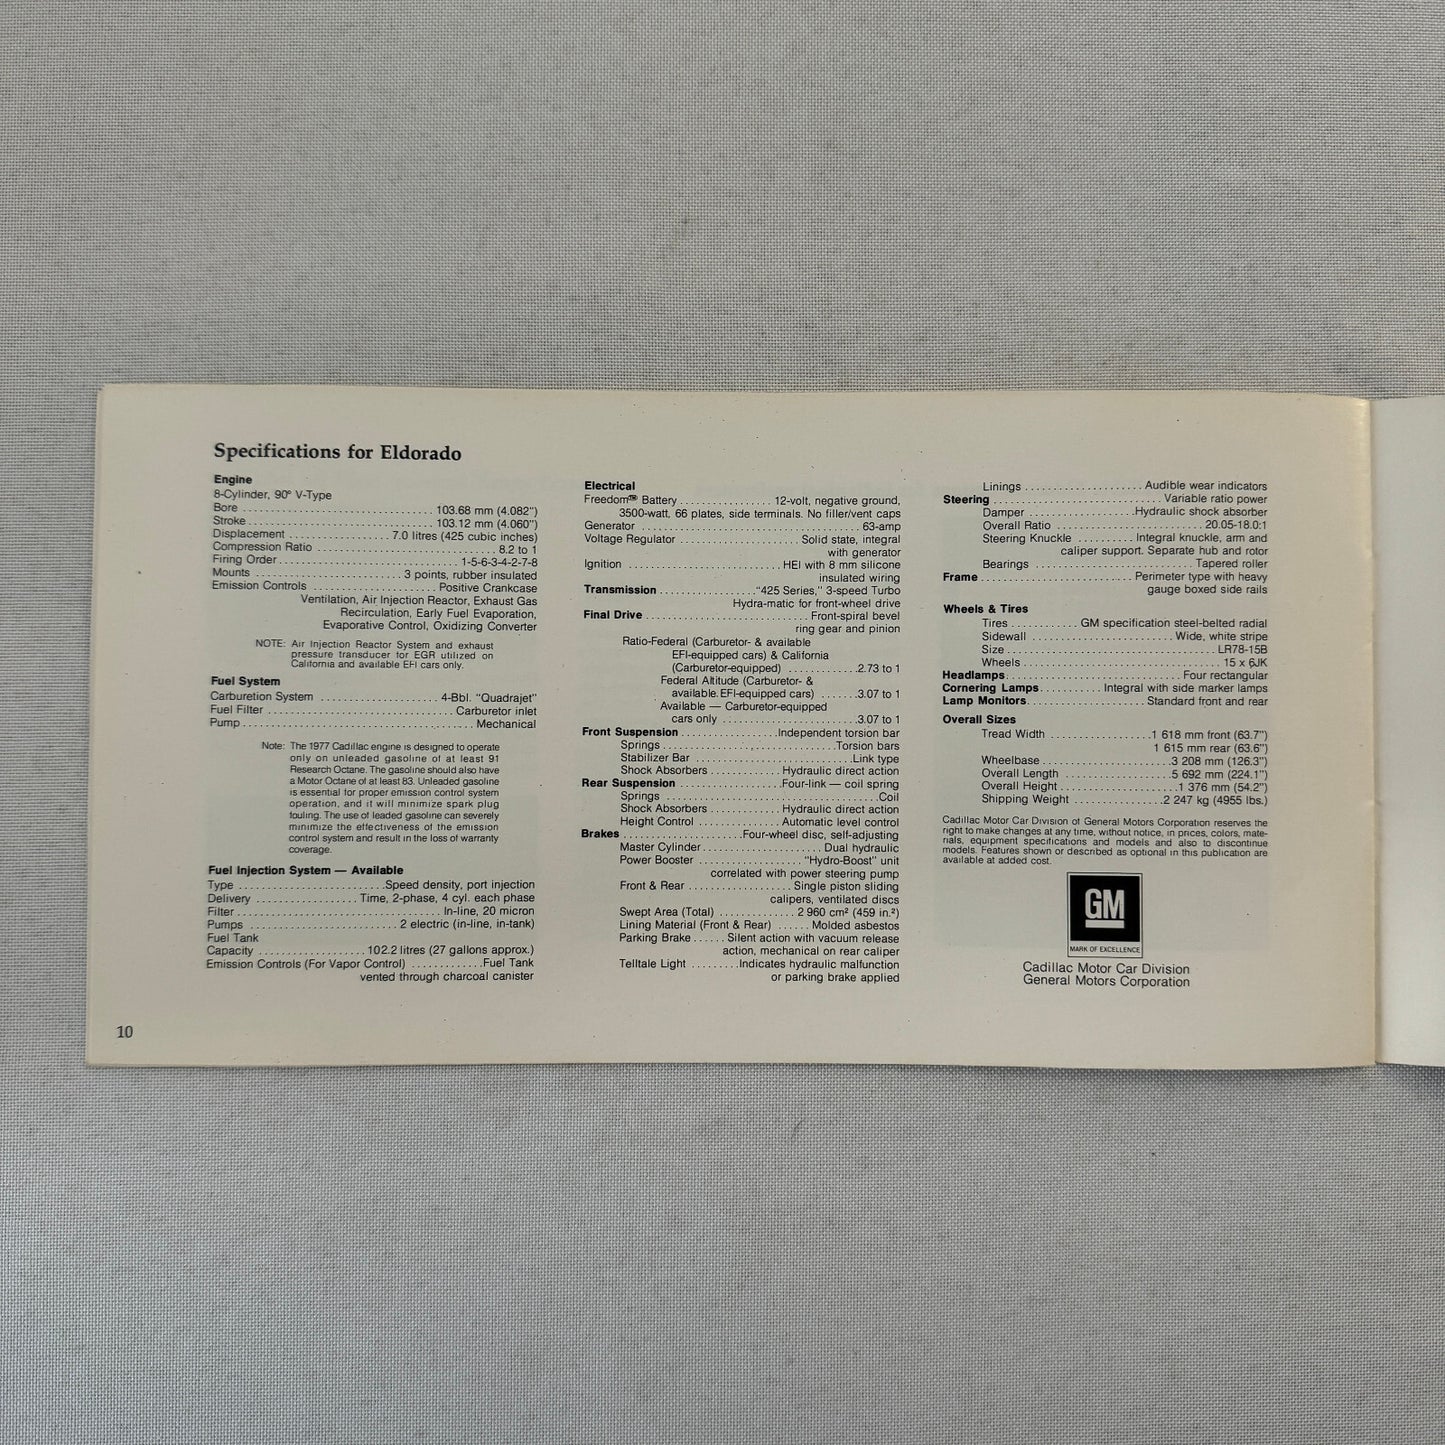 Specifications for Eldorado
Engine
8-Cylinder, 90° V-Type
Bore . . . . . . . . . . 103.68 mm (4.082")
Stroke . . . . . . . . . . 103.12 mm (4.060")
Displacement . . . . . . . . . . 7.0 litres (425 cubic inches)
Compression Ratio . . . . . . . . . . 8.2 to 1
Firing Order . . . . . . . . . . 1-5-6-3-4-2-7-8
Mounts . . . . . . . . . . 3 points, rubber insulated
Emission Controls . . . . . . . . . . Positive Crankcase
Ventilation, Air Injection Reactor, Exhaust Gas
Recirculation, Early Fuel Evaporation,
Evaporative Control, Oxidizing Converter
NOTE: Air Injection Reactor System and exhaust
pressure transducer for EGR utilized on
California and available EFI cars only.
Fuel System
Carburetion System . . . . . . . . . . 4-Bbl. "Quadrajet"
Fuel Filter . . . . . . . . . . Carburetor inlet
Pump . . . . . . . . . . Mechanical
Note: The 1977 Cadillac engine is designed to operate
only on unleaded gasoline of at least 91
Research Octane. The gasoline should also have
a Motor Octane of at least 83. Unleaded gasoline
is essential for proper emission control system
operation, and it will minimize spark plug
fouling. The use of leaded gasoline can severely
minimize the effectiveness of the emission
control system and result in the loss of warranty
coverage.
Fuel Injection System — Available
Type . . . . . . . . . . Speed density, port injection
Delivery . . . . . . . . . . Time, 2-phase, 4 cyl. each phase
Filter . . . . . . . . . . In-line, 20 micron
Pumps . . . . . . . . . . 2 electric (in-line, in-tank)
Fuel Tank
Capacity . . . . . . . . . . 102.2 litres (27 gallons approx.)
Emission Controls (For Vapor Control) . . . . . . . . . . Fuel Tank
vented through charcoal canister
10
Electrical
Freedom™ Battery . . . . . . . . . . 12-volt, negative ground,
3500-watt, 66 plates, side terminals. No filler/vent caps
Generator . . . . . . . . . . 63-amp
Voltage Regulator . . . . . . . . . . Solid state, integral
with generator
Ignition . . . . . . . . . . HEI with 8 mm silicone
insulated wiring
Transmission . . . . . . . . . . "425 Series," 3-speed Turbo
Hydra-matic for front-wheel drive
Final Drive . . . . . . . . . . Front-spiral bevel
ring gear and pinion
Ratio-Federal (Carburetor- & available
EFI-equipped cars) & California
(Carburetor-equipped) . . . . . . . . . . 2.73 to 1
Federal Altitude (Carburetor- &
available EFI-equipped cars) . . . . . . 3.07 to 1
Available — Carburetor-equipped
cars only . . . . . . . . . . 3.07 to 1
Front Suspension . . . . . . . . . . Independent torsion bar
Springs . . . . . . . . . . Torsion bars
Stabilizer Bar . . . . . . . . . . Link type
Shock Absorbers . . . . . . . . . . Hydraulic direct action
Rear Suspension . . . . . . . . . . Four-link — coil spring
Springs . . . . . . . . . . Coil
Shock Absorbers . . . . . . . . . . Hydraulic direct action
Height Control . . . . . . . . . . Automatic level control
Brakes . . . . . . . . . . Four-wheel disc, self-adjusting
Master Cylinder . . . . . . . . . . Dual hydraulic
Power Booster . . . . . . . . . . "Hydro-Boost" unit
correlated with power steering pump
Front & Rear . . . . . . . . . . Single piston sliding
calipers, ventilated discs
Swept Area (Total) . . . . . . . . . . 2 960 cm² (459 in.²)
Lining Material (Front & Rear) . . . . . . Molded asbestos
Parking Brake . . . . . . Silent action with vacuum release
action, mechanical on rear caliper
Telltale Light . . . . . . . . . Indicates hydraulic malfunction
or parking brake applied
Linings . . . . . . . . . . Audible wear indicators
Steering . . . . . . . . . . Variable ratio power
Damper . . . . . . . . . . Hydraulic shock absorber
Overall Ratio . . . . . . . . . . 20.05-18.0:1
Steering Knuckle . . . . . . . . . . Integral knuckle, arm and
caliper support. Separate hub and rotor
Bearings . . . . . . . . . . Tapered roller
Frame . . . . . . . . . . Perimeter type with heavy
gauge boxed side rails
Wheels & Tires
Tires . . . . . . . . . . GM specification steel-belted radial
Sidewall . . . . . . . . . . Wide, white stripe
Size . . . . . . . . . . LR78-15B
Wheels . . . . . . . . . . 15 x 6JK
Headlamps . . . . . . . . . . Four rectangular
Cornering Lamps . . . . . . . . . . Integral with side marker lamps
Lamp Monitors . . . . . . . . . . Standard front and rear
Overall Sizes
Tread Width . . . . . . . . . . 1 618 mm front (63.7")
1 615 mm rear (63.6")
Wheelbase . . . . . . . . . . 3 208 mm (126.3")
Overall Length . . . . . . . . . . 5 692 mm (224.1")
Overall Height . . . . . . . . . . 1 376 mm (54.2")
Shipping Weight . . . . . . . . . . 2 247 kg (4955 lbs.)
Cadillac Motor Car Division of General Motors Corporation reserves the
right to make changes at any time, without notice, in prices, colors, mate-
rials, equipment specifications and models and also to discontinue
models. Features shown or described as optional in this publication are
available at added cost.
GM
MARK OF EXCELLENCE
Cadillac Motor Car Division
General Motors Corporation